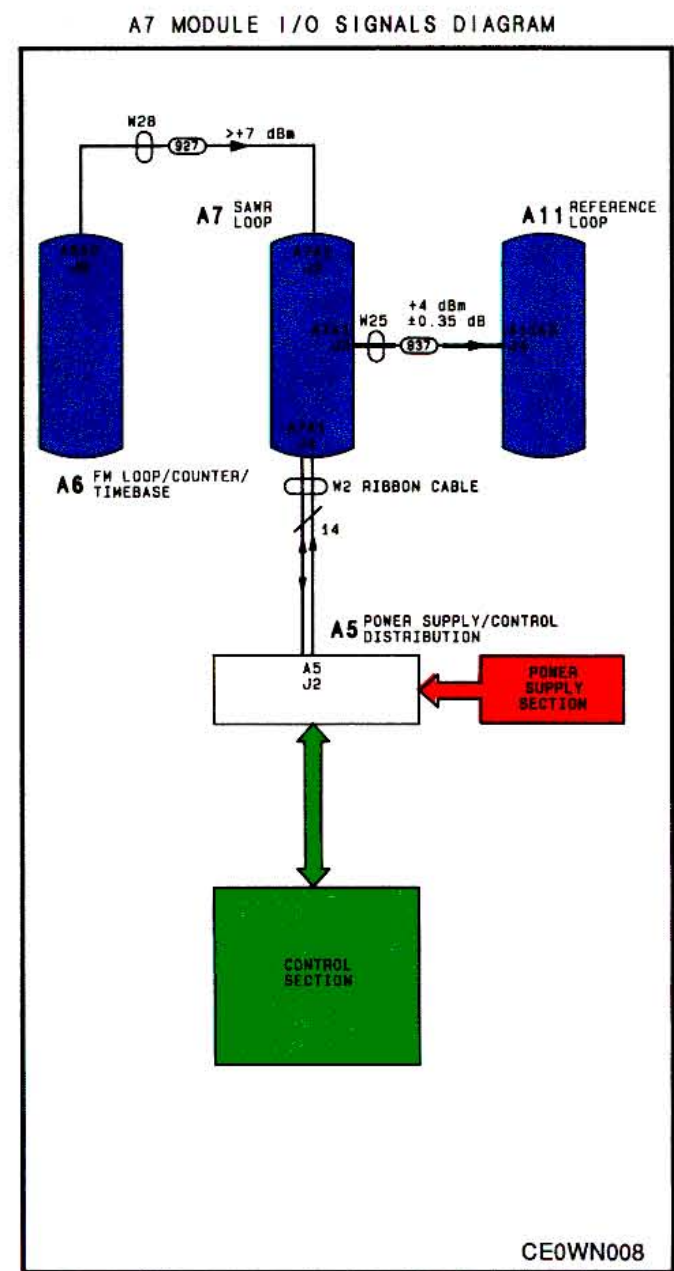 A7 MODULE I/O SIGNALS DIAGRAM
W28
927
>+7 dBm
A7 SAWR
LOOP
A11 REFERENCE
LOOP
W25
+4 dBm
±0.35 dB
937
A6 FM LOOP/COUNTER/
TIMEBASE
W2 RIBBON CABLE
14
A5 POWER SUPPLY/CONTROL
DISTRIBUTION
A5
J2
POWER
SUPPLY
SECTION
CONTROL
SECTION
CE0WN008